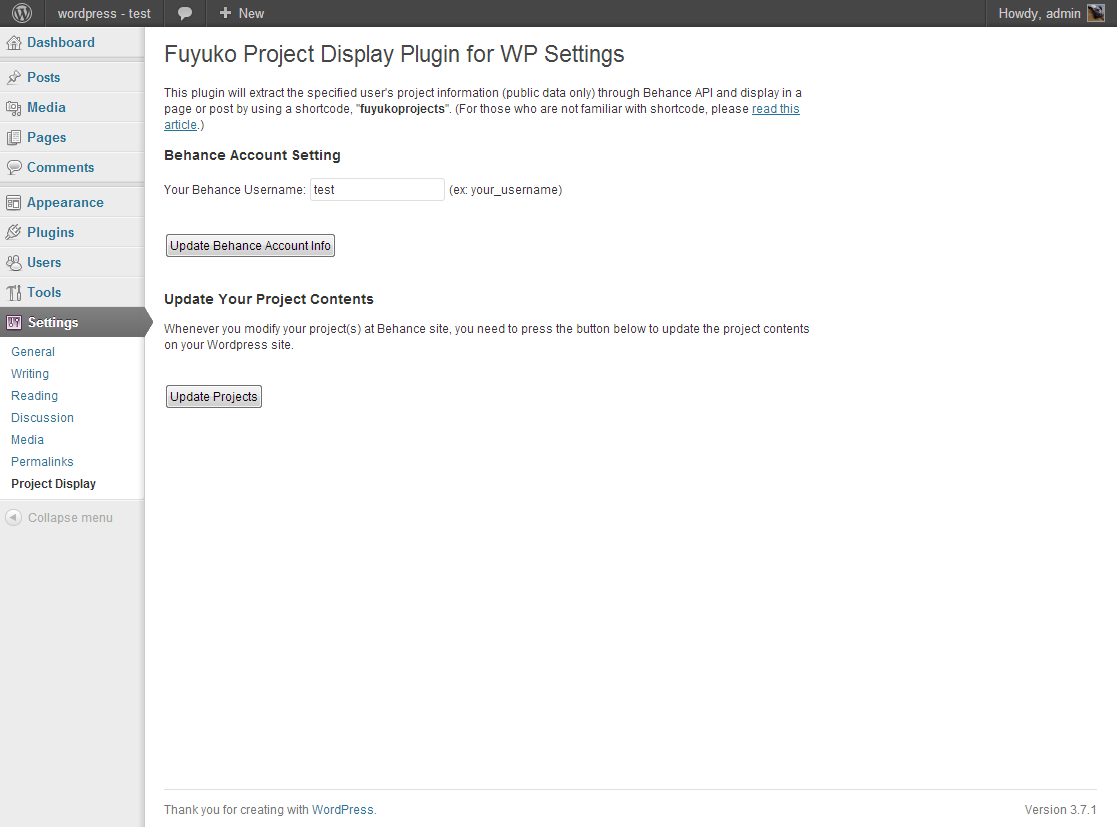 wordpress - test
New
Howdy, admin
Dashboard
Posts
Media
Pages
Comments
Appearance
Plugins
Users
Tools
Settings
General
Writing
Reading
Discussion
Media
Permalinks
Project Display
Collapse menu
Fuyuko Project Display Plugin for WP Settings
This plugin will extract the specified user's project information (public data only) through Behance API and display in a
page or post by using a shortcode, "fuyukoprojects". (For those who are not familiar with shortcode, please read this
article.)
Behance Account Setting
Your Behance Username: test (ex: your_username)
Update Behance Account Info
Update Your Project Contents
Whenever you modify your project(s) at Behance site, you need to press the button below to update the project contents
on your Wordpress site.
Update Projects
Thank you for creating with WordPress.
Version 3.7.1